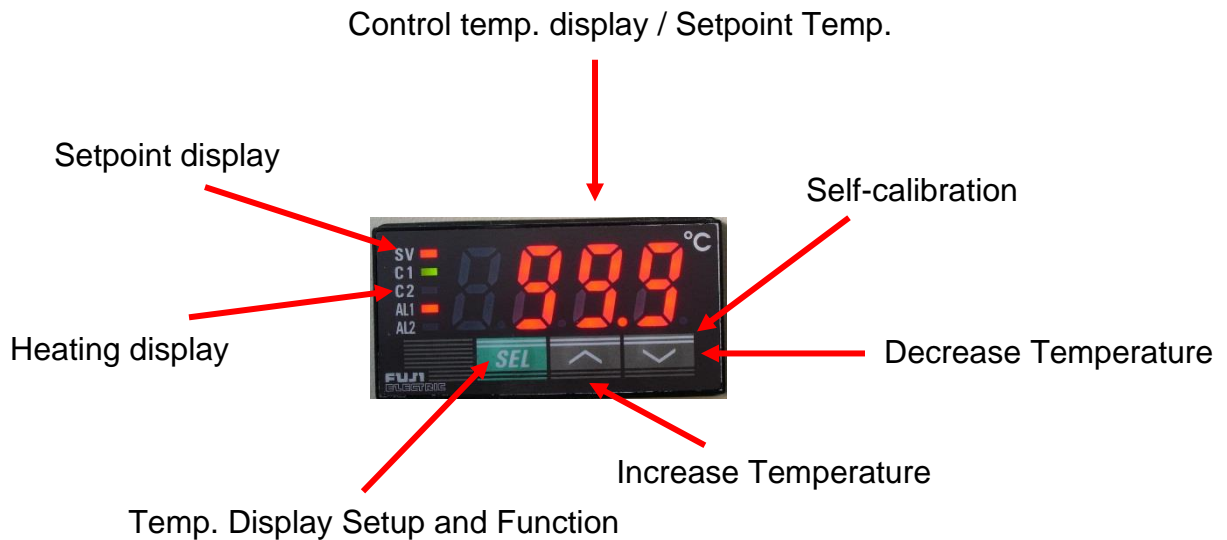 Control temp. display / Setpoint Temp.
Setpoint display
Self-calibration
°C
SV
C1
99.9
C2
AL1
AL2
Heating display
Decrease Temperature
SEL
FUJI
ELECTRIC
Increase Temperature
Temp. Display Setup and Function